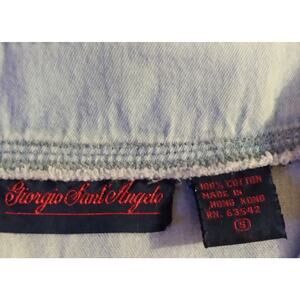 Giorgio Sant'Angelo
100% COTTON
MADE IN
HONG KONG
RN. 63542
S